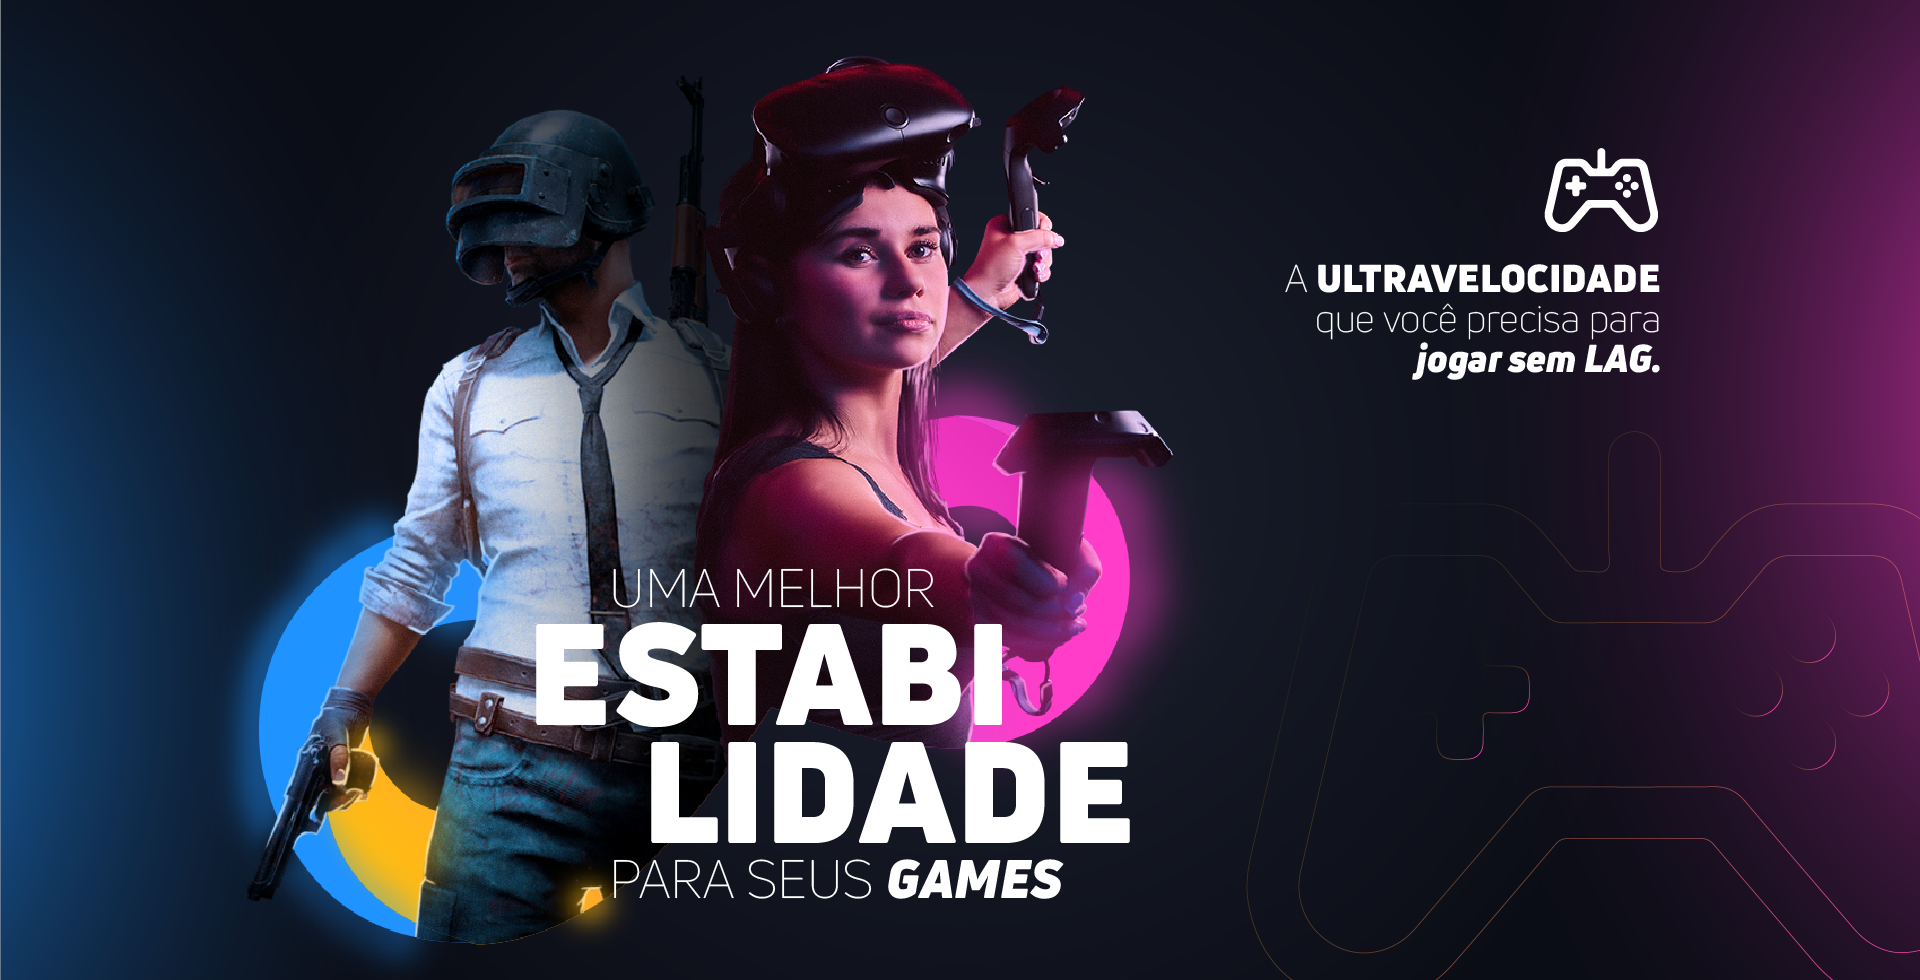 A ULTRAVELOCIDADE
que você precisa para
jogar sem LAG.
UMA MELHOR
ESTABI
LIDADE
PARA SEUS GAMES